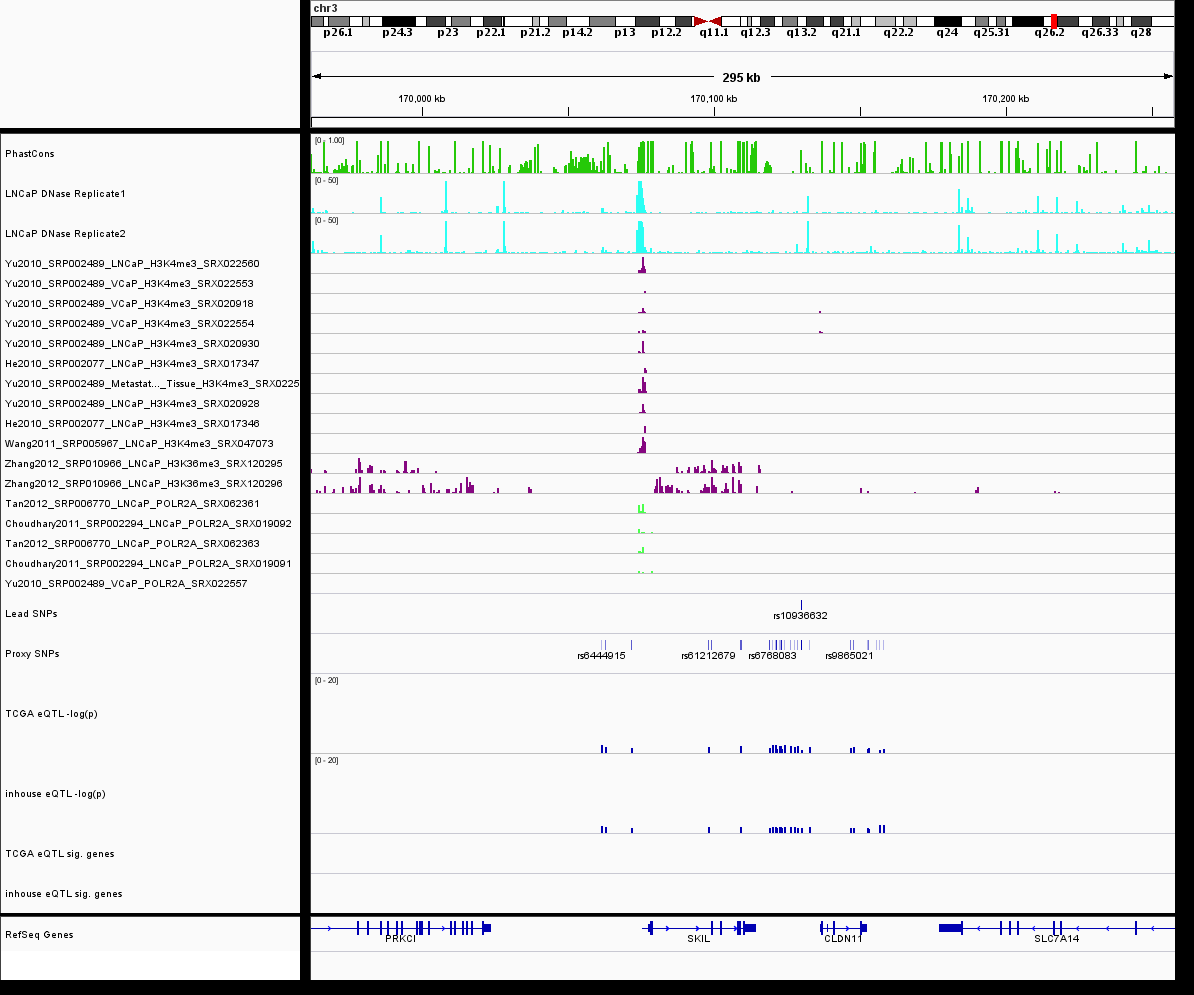 chr3
p26.1 p24.3 p23 p22.1 p21.2 p14.2 p13 p12.2 q11.1 q12.3 q13.2 q21.1 q22.2 q24 q25.31 q26.2 q26.33 q28
295 kb
170,000 kb 170,100 kb 170,200 kb
[0 - 1.00]
PhastCons
[0 - 50]
LNCaP DNase Replicate1
[0 - 50]
LNCaP DNase Replicate2
Yu2010_SRP002489_LNCaP_H3K4me3_SRX022560
Yu2010_SRP002489_VCaP_H3K4me3_SRX022553
Yu2010_SRP002489_VCaP_H3K4me3_SRX020918
Yu2010_SRP002489_VCaP_H3K4me3_SRX022554
Yu2010_SRP002489_LNCaP_H3K4me3_SRX020930
He2010_SRP002077_LNCaP_H3K4me3_SRX017347
Yu2010_SRP002489_Metastat..._Tissue_H3K4me3_SRX0225
Yu2010_SRP002489_LNCaP_H3K4me3_SRX020928
He2010_SRP002077_LNCaP_H3K4me3_SRX017346
Wang2011_SRP005967_LNCaP_H3K4me3_SRX047073
Zhang2012_SRP010966_LNCaP_H3K36me3_SRX120295
Zhang2012_SRP010966_LNCaP_H3K36me3_SRX120296
Tan2012_SRP006770_LNCaP_POLR2A_SRX062361
Choudhary2011_SRP002294_LNCaP_POLR2A_SRX019092
Tan2012_SRP006770_LNCaP_POLR2A_SRX062363
Choudhary2011_SRP002294_LNCaP_POLR2A_SRX019091
Yu2010_SRP002489_VCaP_POLR2A_SRX022557
Lead SNPs
rs10936632
Proxy SNPs
rs6444915 rs61212679 rs6768083 rs9865021
[0 - 20]
TCGA eQTL -log(p)
[0 - 20]
inhouse eQTL -log(p)
TCGA eQTL sig. genes
inhouse eQTL sig. genes
RefSeq Genes
PRKCI SKIL CLDN11 SLC7A14